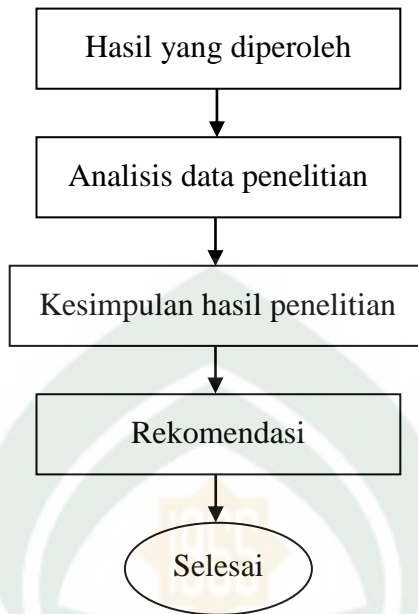 Hasil yang diperoleh
Analisis data penelitian
Kesimpulan hasil penelitian
Rekomendasi
Selesai